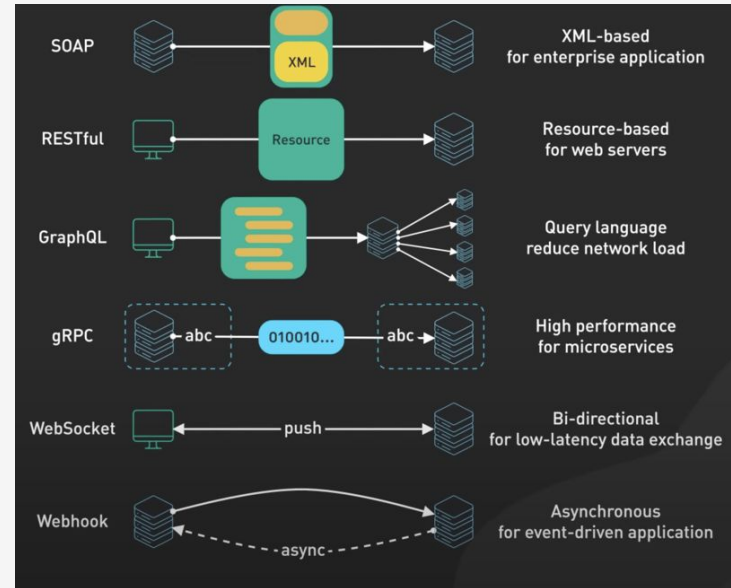 SOAP
XML
XML-based
for enterprise application
RESTful
Resource
Resource-based
for web servers
GraphQL
Query language
reduce network load
gRPC
abc
010010...
abc
High performance
for microservices
WebSocket
push
Bi-directional
for low-latency data exchange
Webhook
async
Asynchronous
for event-driven application